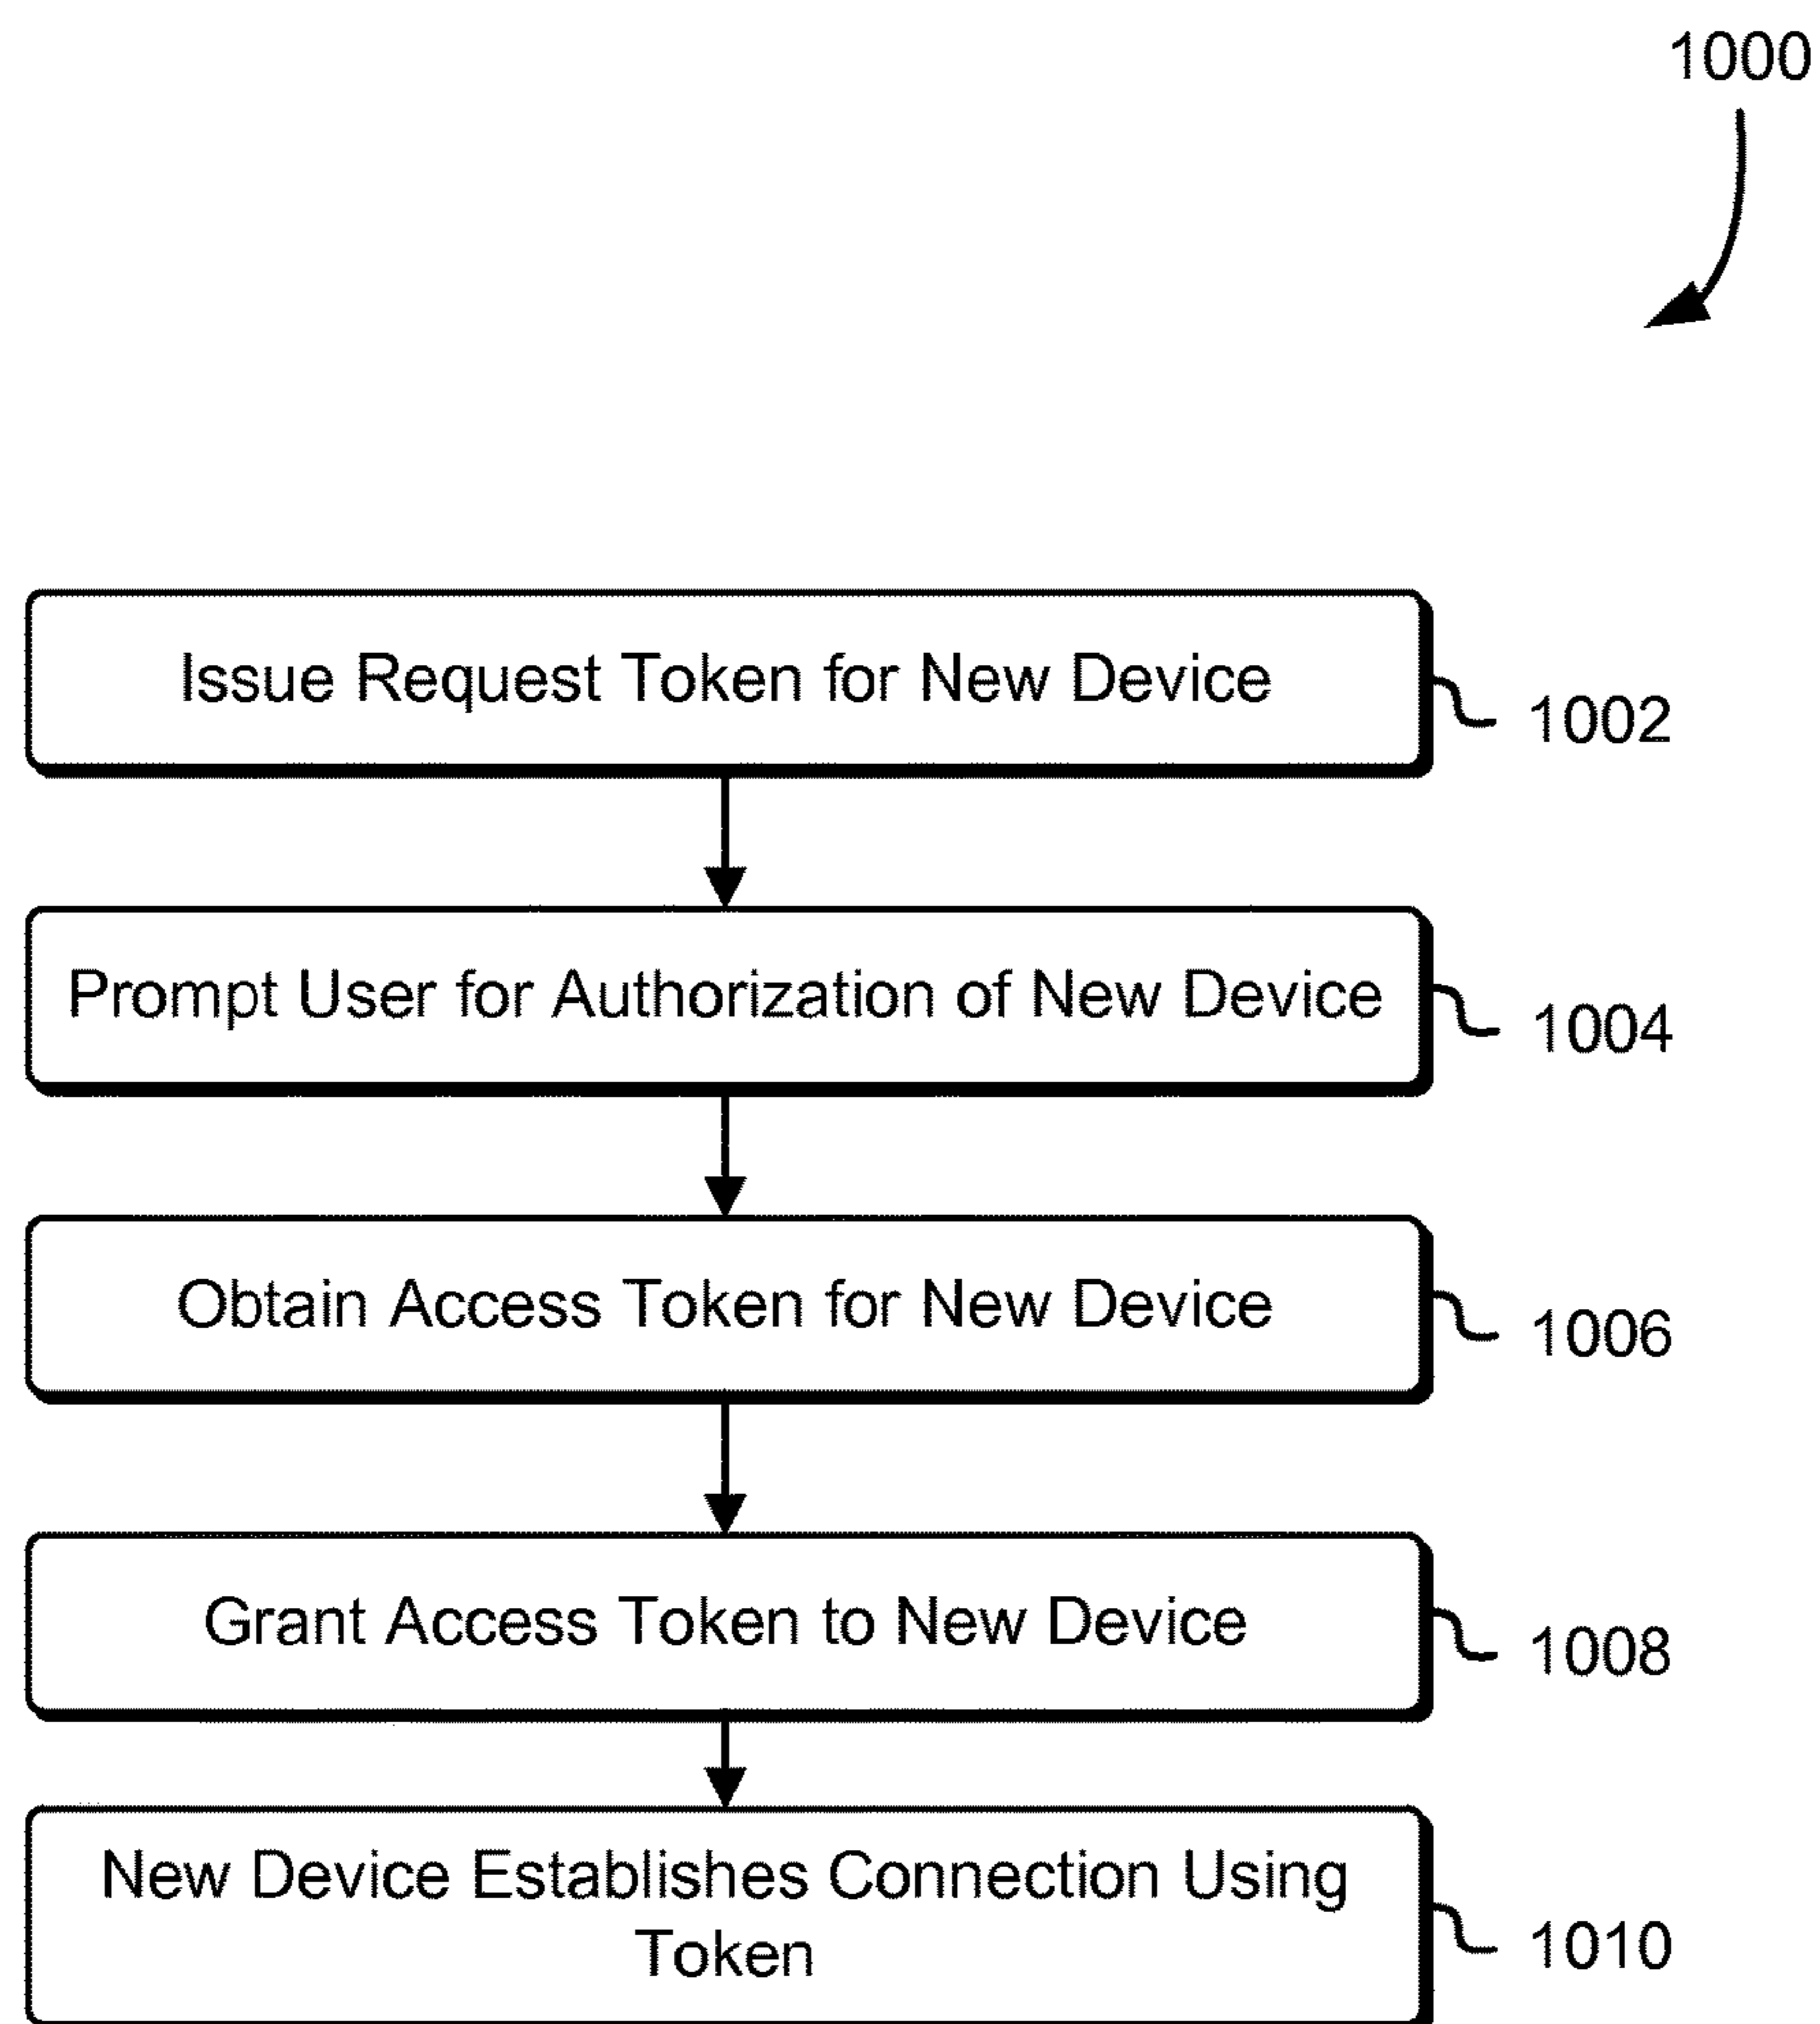 1000
Issue Request Token for New Device
1002
Prompt User for Authorization of New Device
1004
Obtain Access Token for New Device
1006
Grant Access Token to New Device
1008
New Device Establishes Connection Using
Token
1010